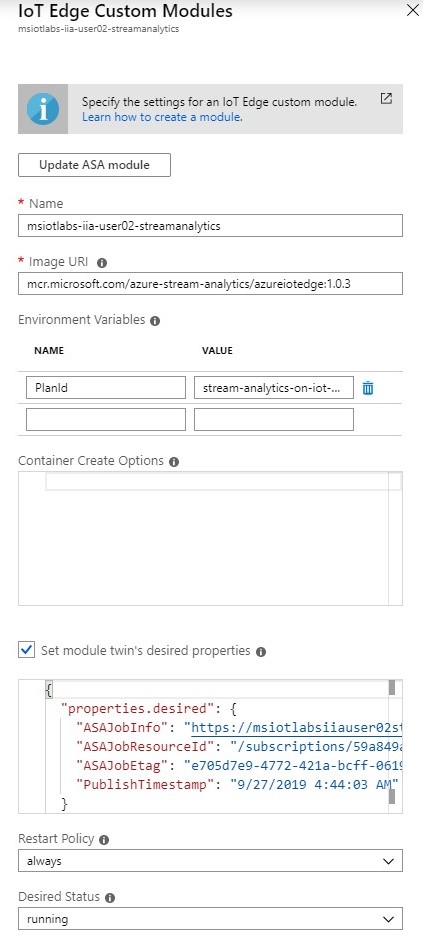 IoT Edge Custom Modules
msiotlabs-iia-user02-streamanalytics
Specify the settings for an IoT Edge custom module.
Learn how to create a module.
Update ASA module
* Name
msiotlabs-iia-user02-streamanalytics
* Image URI
mcr.microsoft.com/azure-stream-analytics/azureiotedge:1.0.3
Environment Variables
NAME VALUE
PlanId stream-analytics-on-iot-...
Container Create Options
Set module twin's desired properties
{
"properties.desired": {
"ASAJobInfo": "https://msiotlabsiiauser02st
"ASAJobResourceId": "/subscriptions/59a849a
"ASAJobEtag": "e705d7e9-4772-421a-bcff-0619
"PublishTimestamp": "9/27/2019 4:44:03 AM"
}
Restart Policy
always
Desired Status
running